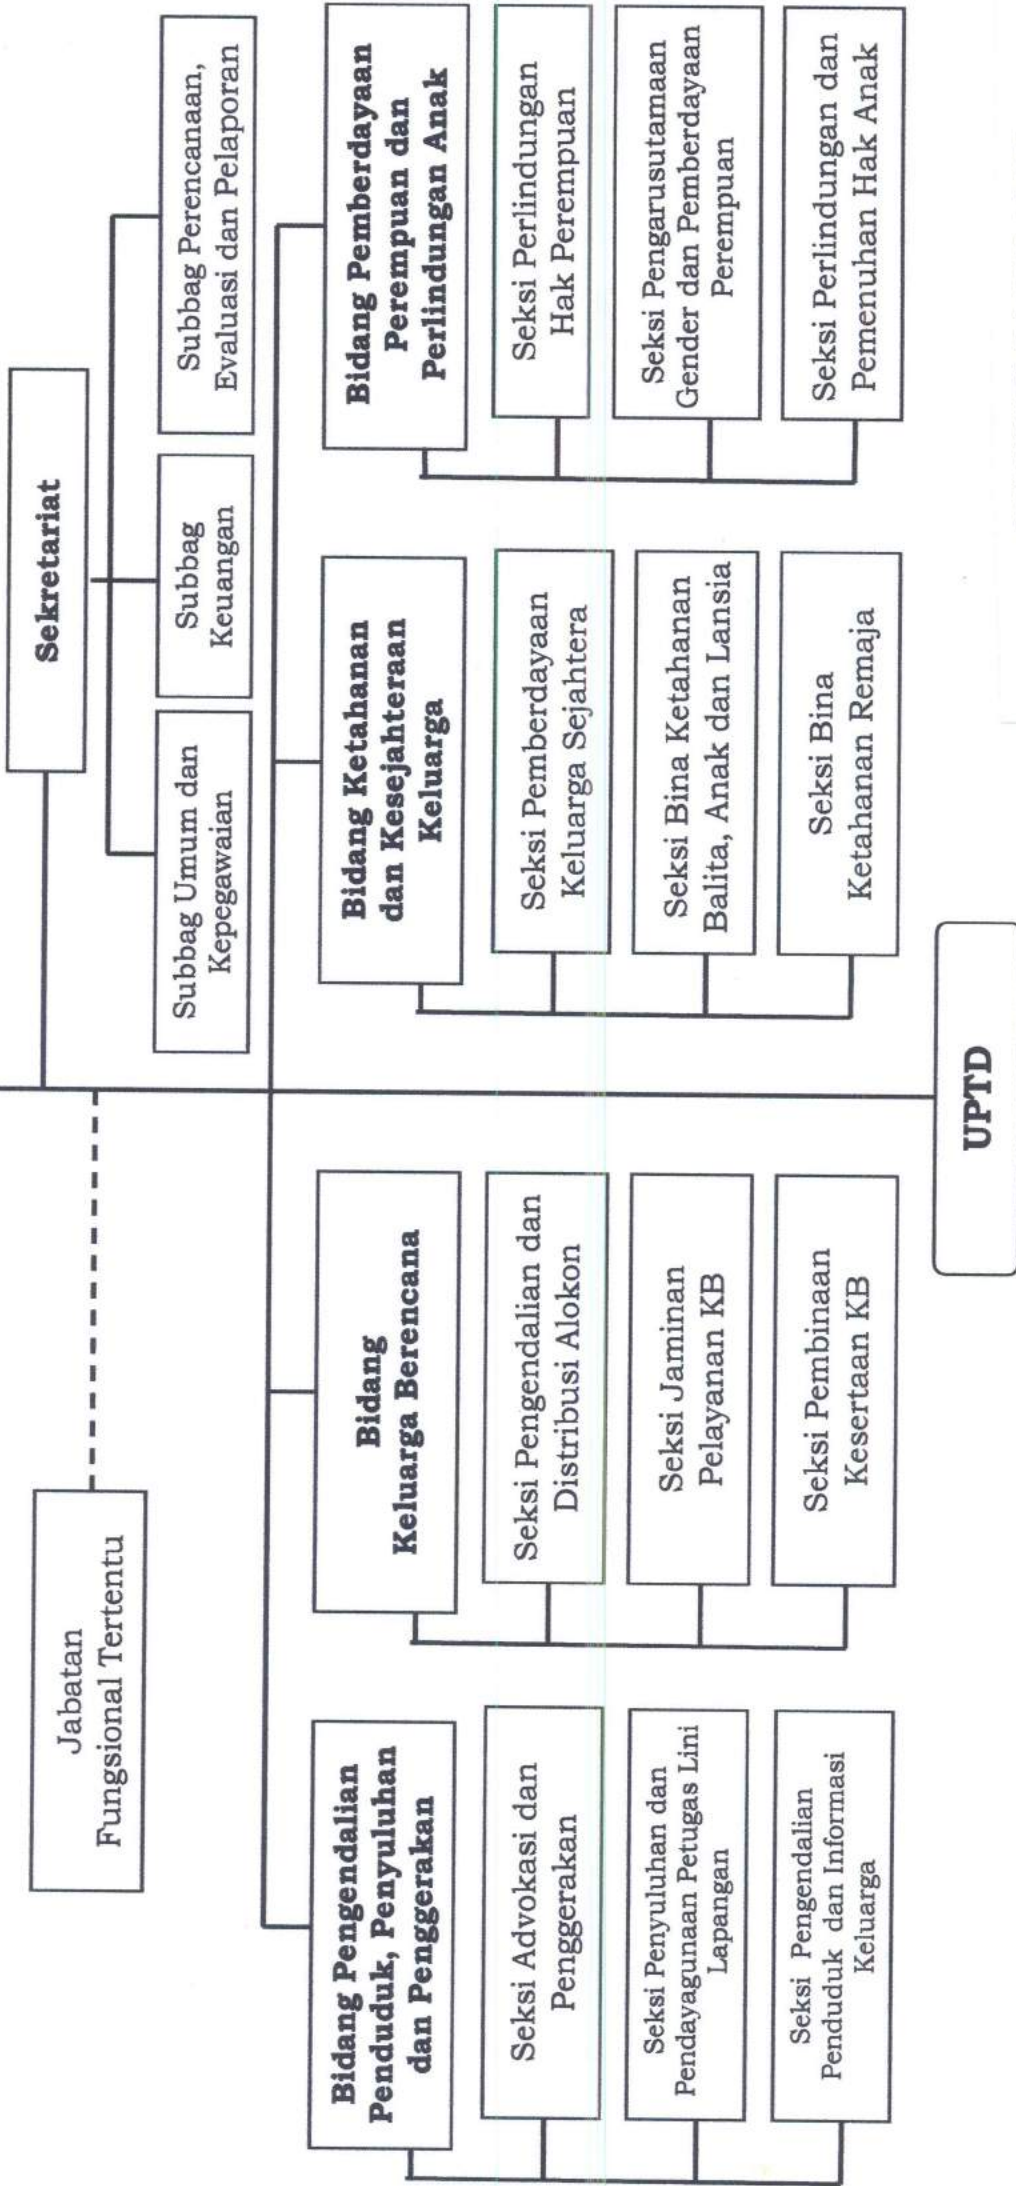 Sekretariat
Jabatan
Fungsional Tertentu
Subbag Umum dan
Kepegawaian
Subbag
Keuangan
Subbag Perencanaan,
Evaluasi dan Pelaporan
Bidang Pengendalian
Penduduk, Penyuluhan
dan Penggerakan
Seksi Advokasi dan
Penggerakan
Seksi Penyuluhan dan
Pendayagunaan Petugas Lini
Lapangan
Seksi Pengendalian
Penduduk dan Informasi
Keluarga
Bidang
Keluarga Berencana
Seksi Pengendalian dan
Distribusi Alokon
Seksi Jaminan
Pelayanan KB
Seksi Pembinaan
Kesertaan KB
Bidang Ketahanan
dan Kesejahteraan
Keluarga
Seksi Pemberdayaan
Keluarga Sejahtera
Seksi Bina Ketahanan
Balita, Anak dan Lansia
Seksi Bina
Ketahanan Remaja
Bidang Pemberdayaan
Perempuan dan
Perlindungan Anak
Seksi Perlindungan
Hak Perempuan
Seksi Pengarusutamaan
Gender dan Pemberdayaan
Perempuan
Seksi Perlindungan dan
Pemenuhan Hak Anak
UPTD